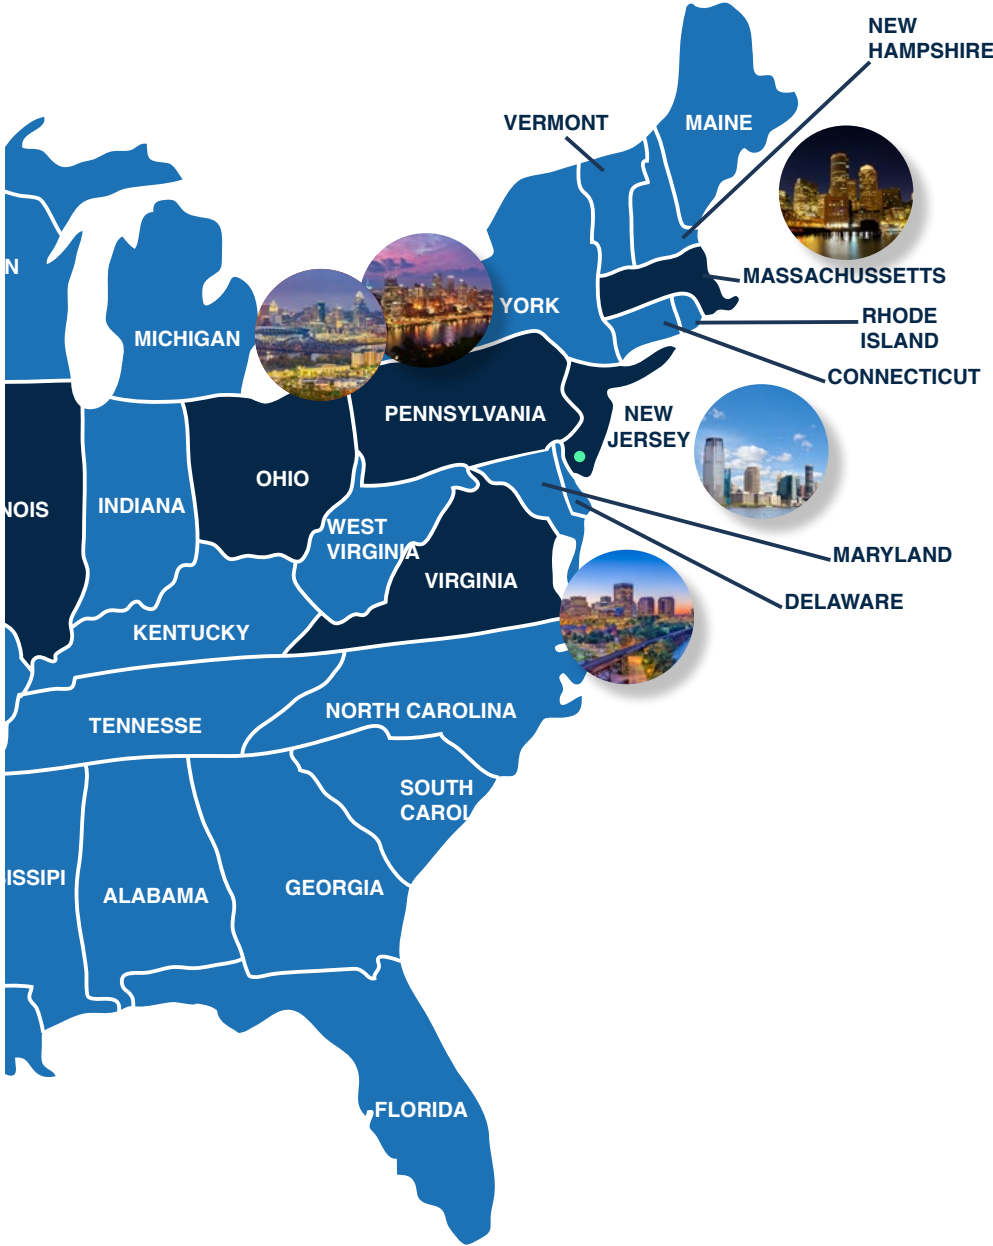 NEW
HAMPSHIRE
VERMONT
MAINE
N
MASSACHUSSETTS
YORK
RHODE
ISLAND
MICHIGAN
CONNECTICUT
PENNSYLVANIA
NEW
JERSEY
OHIO
INDIANA
NOIS
WEST
VIRGINIA
MARYLAND
VIRGINIA
DELAWARE
KENTUCKY
NORTH CAROLINA
TENNESSE
SOUTH
CAROL
ISSIPI
GEORGIA
ALABAMA
FLORIDA